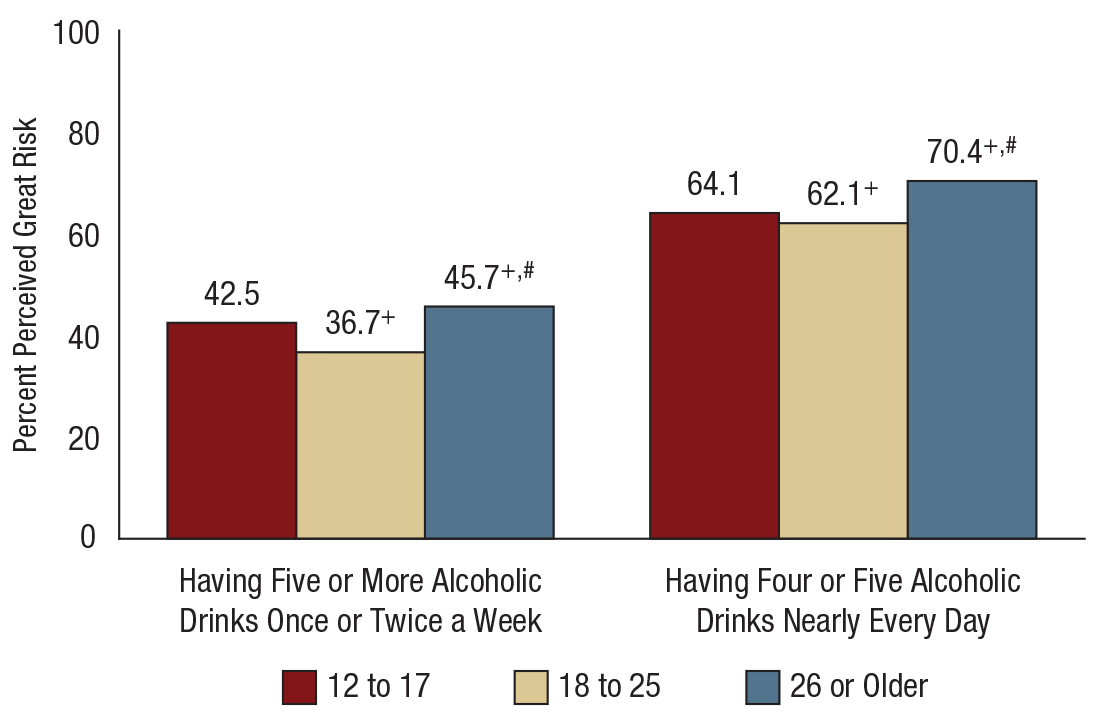 Percent Perceived Great Risk
100
80
60
40
20
0
42.5
36.7+
45.7+,#
64.1
62.1+
70.4+,#
Having Five or More Alcoholic
Drinks Once or Twice a Week
Having Four or Five Alcoholic
Drinks Nearly Every Day
12 to 17
18 to 25
26 or Older